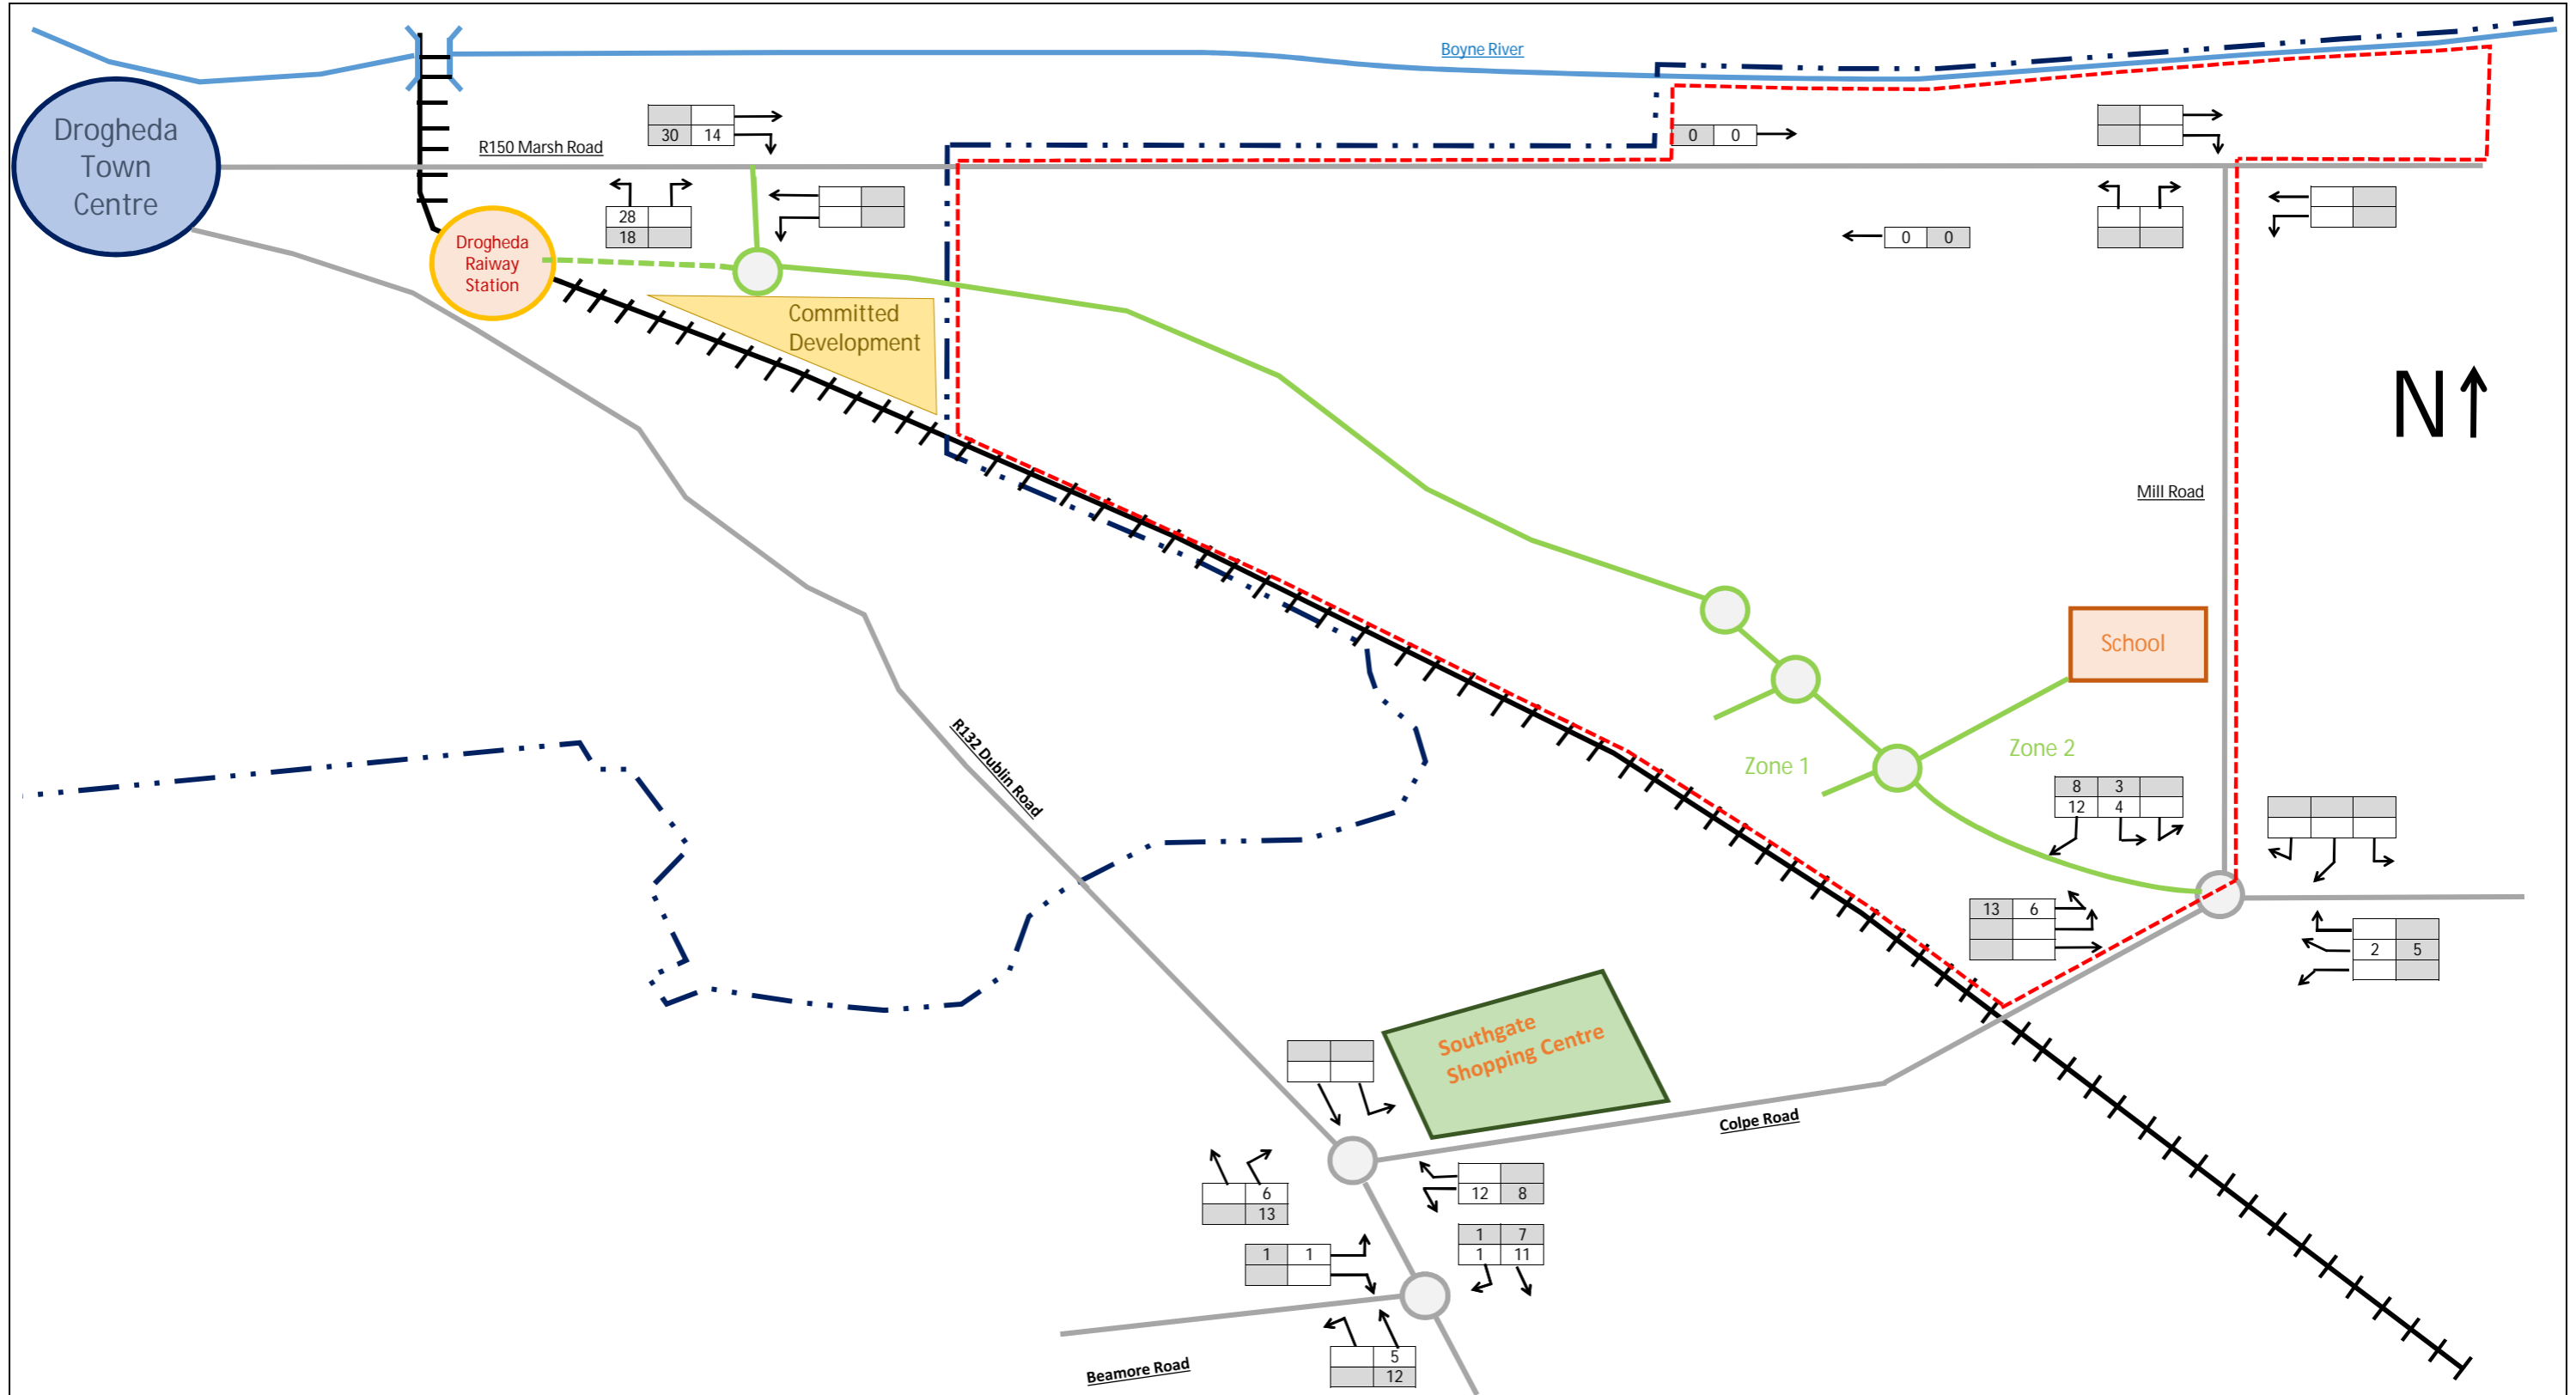 Boyne River
Drogheda
Town
Centre
R150 Marsh Road
30 14
0 0
28
18
0 0
Drogheda
Raiway
Station
Committed
Development
N
Mill Road
School
R132 Dublin Road
Zone 1
Zone 2
8 3
12 4
13 6
2 5
Southgate
Shopping Centre
Colpe Road
6
13
12 8
1 7
1 11
1 1
5
12
Beamore Road